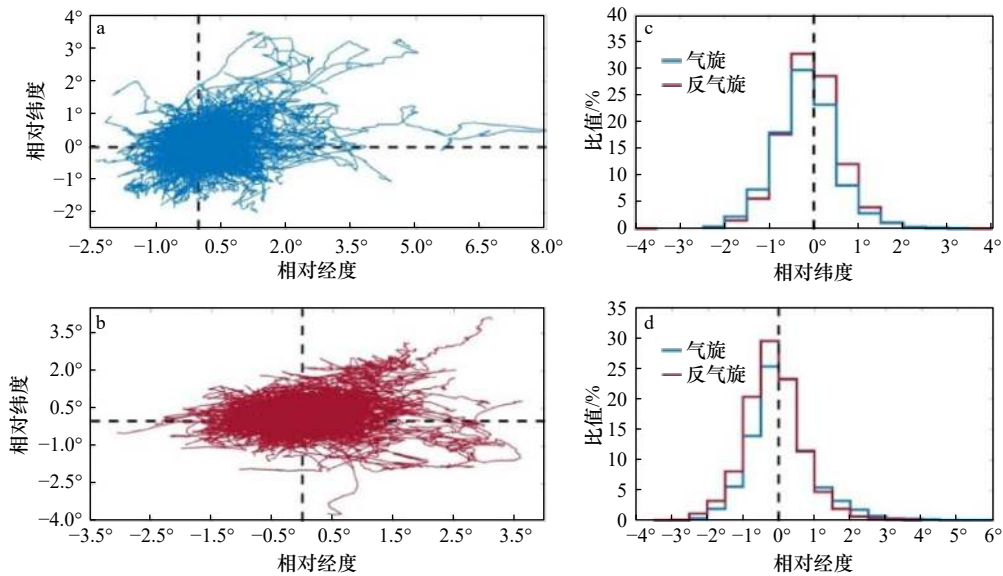 a
4°
3°
2°
1°
0°
−1°
−2°
相对纬度
−2.5° −1.0° 0.5° 2.0° 3.5° 5.0° 6.5° 8.0°
相对经度
c
40
35
30
25
20
15
10
5
0
比值/%
气旋
反气旋
−4° −3° −2° −1° 0° 1° 2° 3° 4°
相对纬度
b
3.5°
2.0°
0.5°
−1.0°
−2.5°
−4.0°
相对纬度
−3.5° −2.5° −1.5° −0.5° 0.5° 1.5° 2.5° 3.5°
相对经度
d
35
30
25
20
15
10
5
0
比值/%
气旋
反气旋
−4° −3° −2° −1° 0° 1° 2° 3° 4° 5° 6°
相对经度